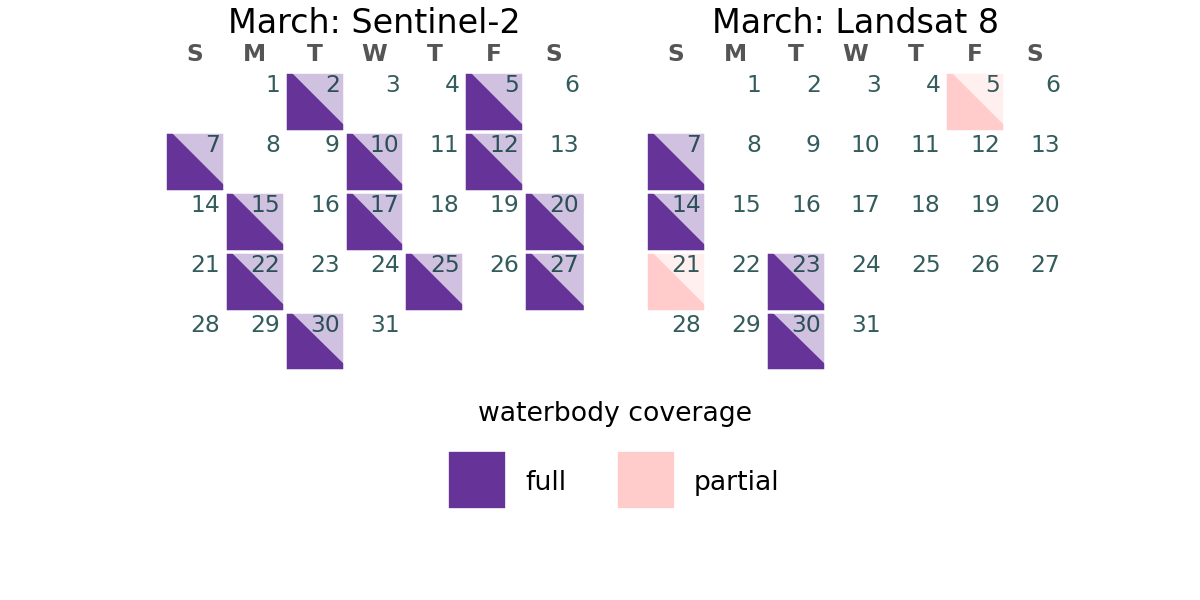 March: Sentinel-2
S M T W T F S
1 2 3 4 5 6
7 8 9 10 11 12 13
14 15 16 17 18 19 20
21 22 23 24 25 26 27
28 29 30 31
March: Landsat 8
S M T W T F S
1 2 3 4 5 6
7 8 9 10 11 12 13
14 15 16 17 18 19 20
21 22 23 24 25 26 27
28 29 30 31
waterbody coverage
full partial